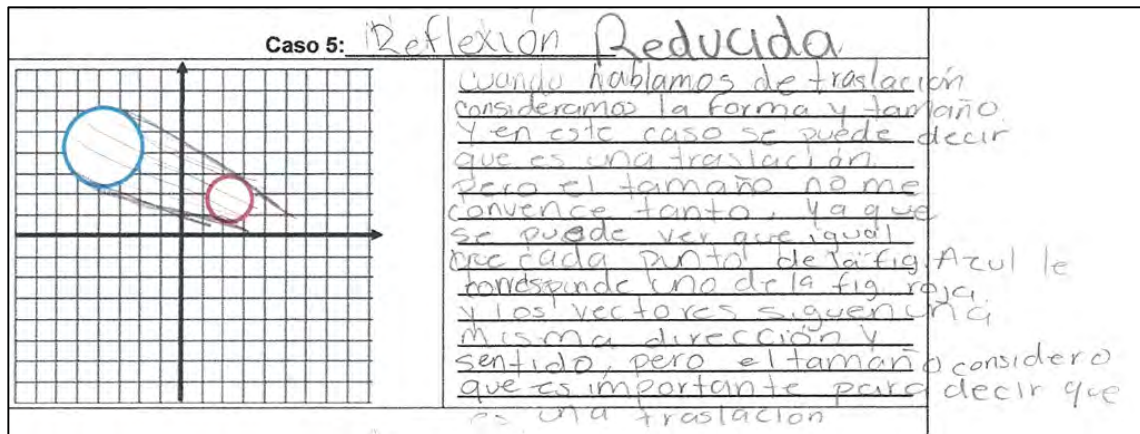 Caso 5: Reflexión Reducida
Cuando hablamos de traslación
consideramos la forma y tamaño.
Y en este caso se puede decir
que es una traslación
pero el tamaño no me
convence tanto, ya que
se puede ver que igual
que cada punto de la fig. Azul le
corresponde uno de la fig. roja
y los vectores siguen una
misma dirección y
sentido, pero el tamaño considero
que es importante para decir que
es una traslación